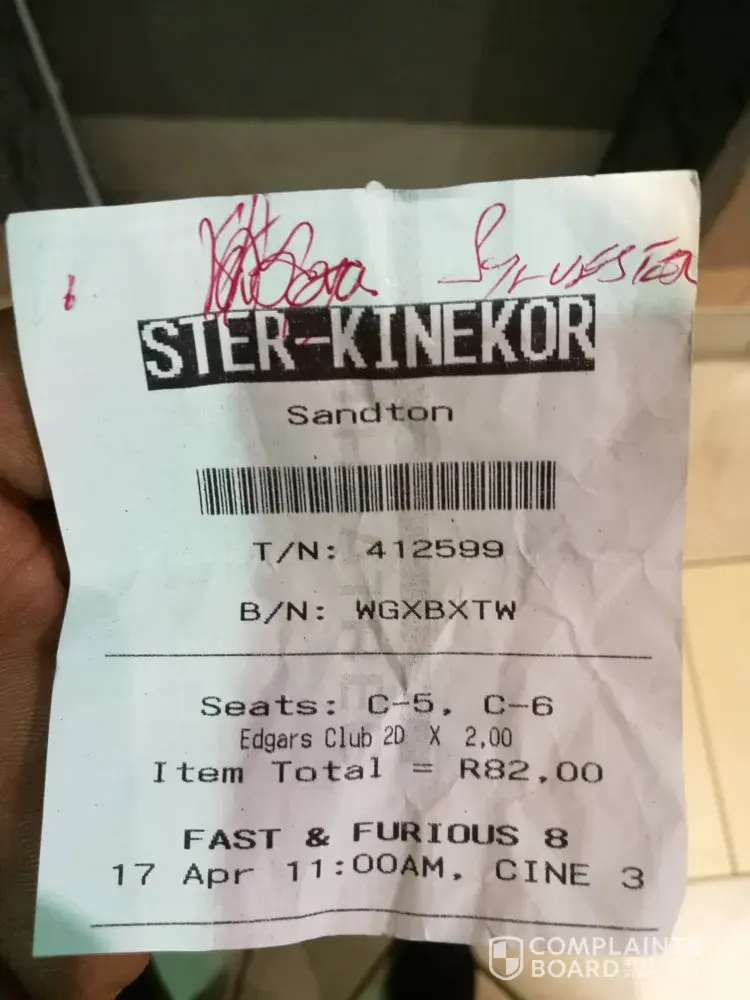 SYLVESTER
STER-KINEKOR
Sandton
T/N: 412599
B/N: WGXBXTW
Seats: C-5, C-6
Edgars Club 2D X 2,00
Item Total = R82,00
FAST & FURIOUS 8
17 Apr 11:00AM, CINE 3
COMPLAINTS
BOARD